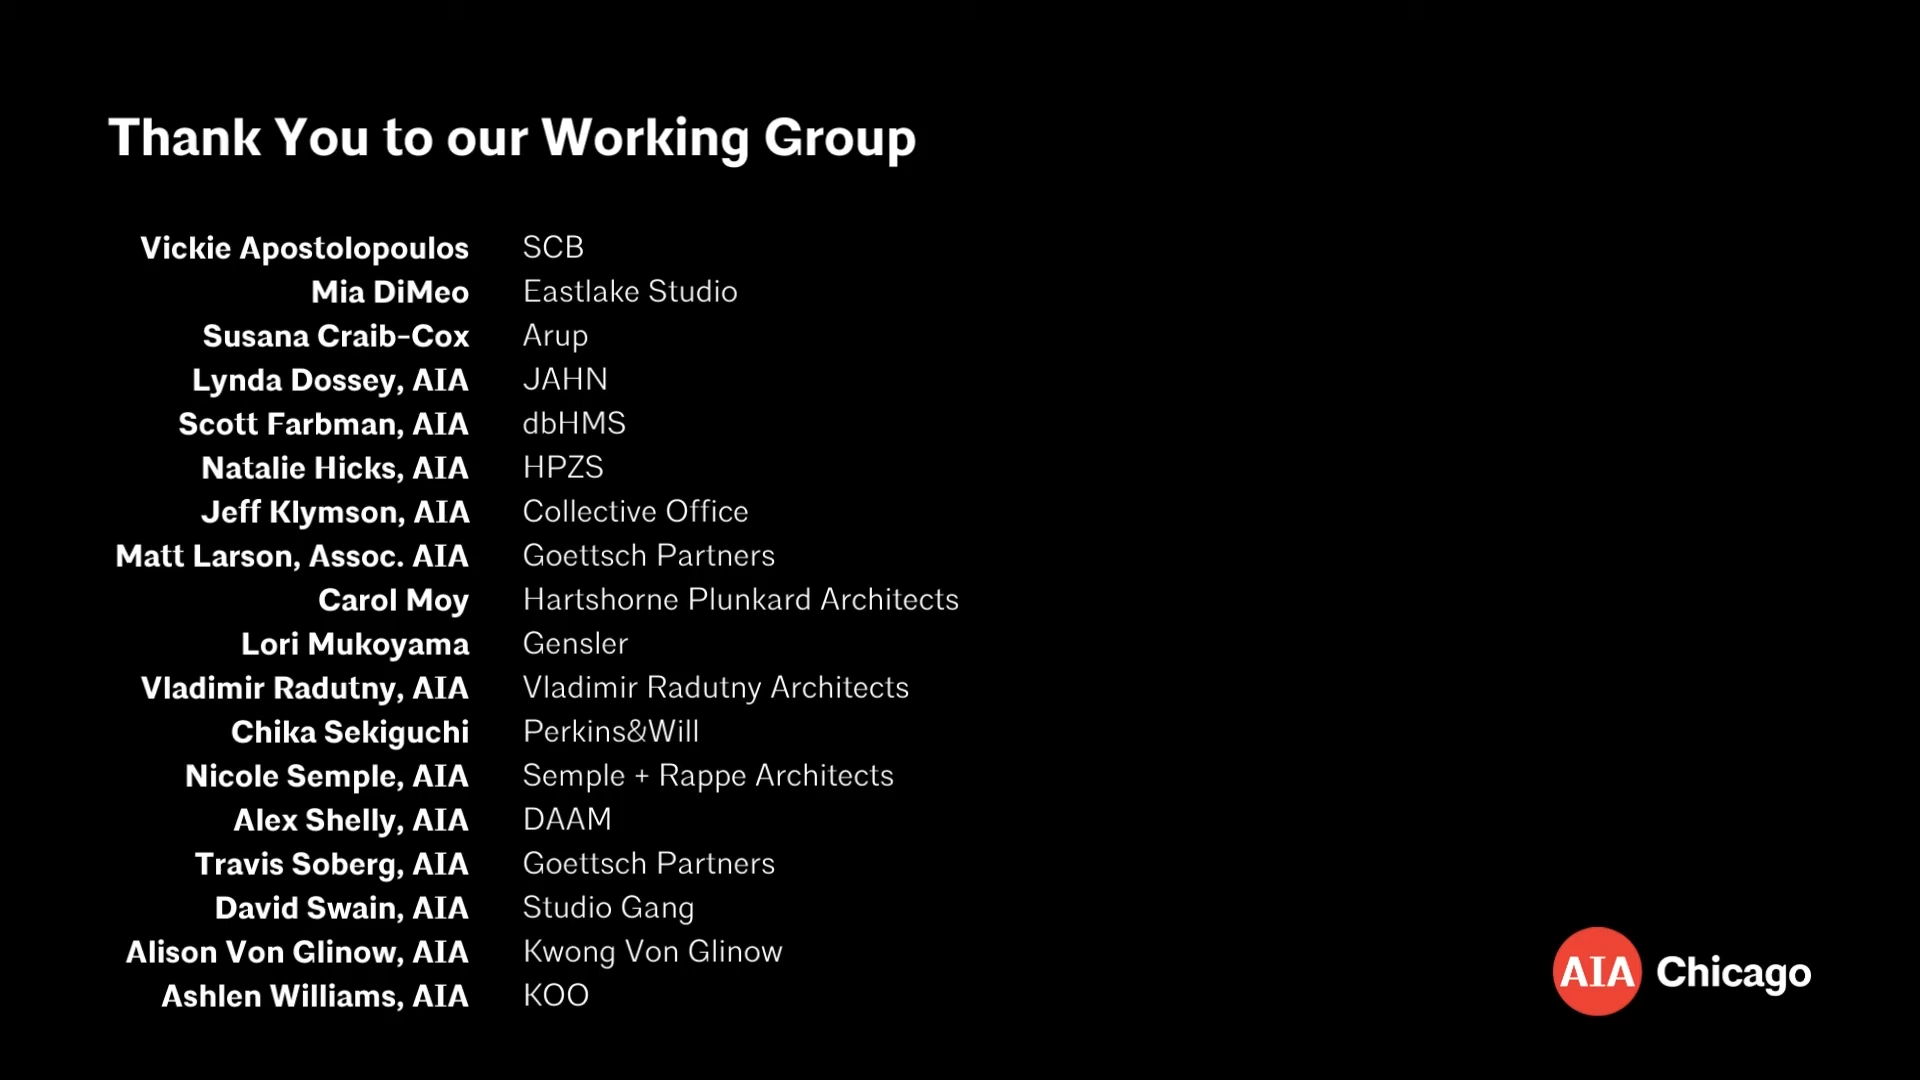 Thank You to our Working Group
Vickie Apostolopoulos SCB
Mia DiMeo Eastlake Studio
Susana Craib-Cox Arup
Lynda Dossey, AIA JAHN
Scott Farbman, AIA dbHMS
Natalie Hicks, AIA HPZS
Jeff Klymson, AIA Collective Office
Matt Larson, Assoc. AIA Goettsch Partners
Carol Moy Hartshorne Plunkard Architects
Lori Mukoyama Gensler
Vladimir Radutny, AIA Vladimir Radutny Architects
Chika Sekiguchi Perkins&Will
Nicole Semple, AIA Semple + Rappe Architects
Alex Shelly, AIA DAAM
Travis Soberg, AIA Goettsch Partners
David Swain, AIA Studio Gang
Alison Von Glinow, AIA Kwong Von Glinow
Ashlen Williams, AIA KOO
AIA Chicago